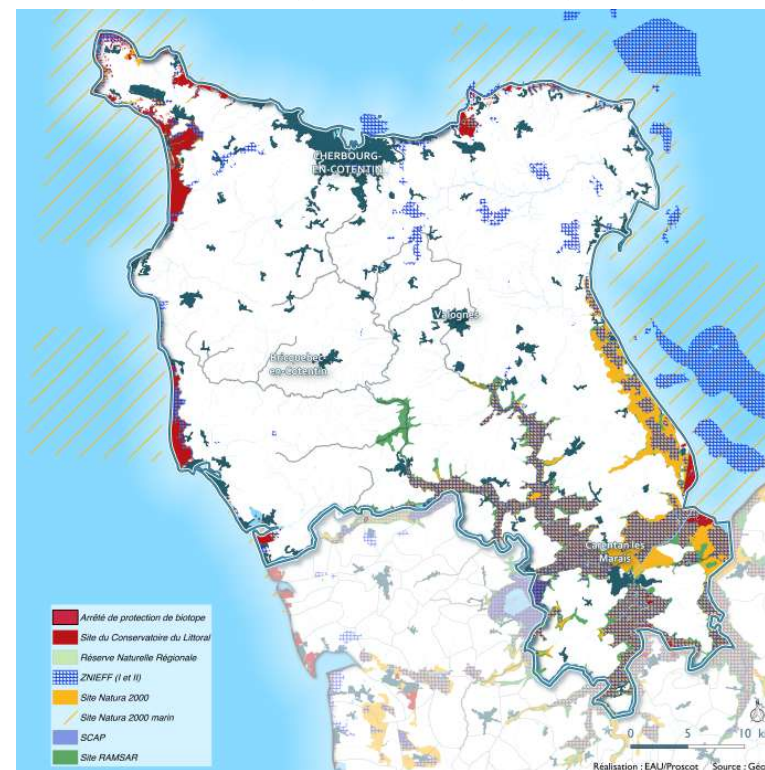 CHERBOURG-
EN-COTENTIN
Valognes
Bricquebec-
en-Cotentin
Carentan les
Marais
Arrêté de protection de biotope
Site du Conservatoire du Littoral
Réserve Naturelle Régionale
ZNIEFF (I et II)
Site Natura 2000
Site Natura 2000 marin
SCAP
Site RAMSAR
N
0 5 10 k
Réalisation : EAU/Proscot Source : Géo